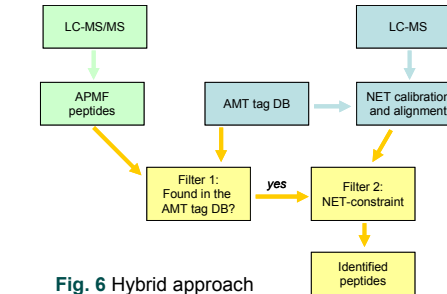 LC-MS/MS
LC-MS
APMF
peptides
AMT tag DB
NET calibration
and alignment
Filter 1:
Found in the
AMT tag DB?
yes
Filter 2:
NET-constraint
Identified
peptides
Fig. 6 Hybrid approach